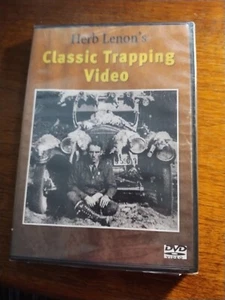 Herb Lenon's
Classic Trapping
Video
DVD